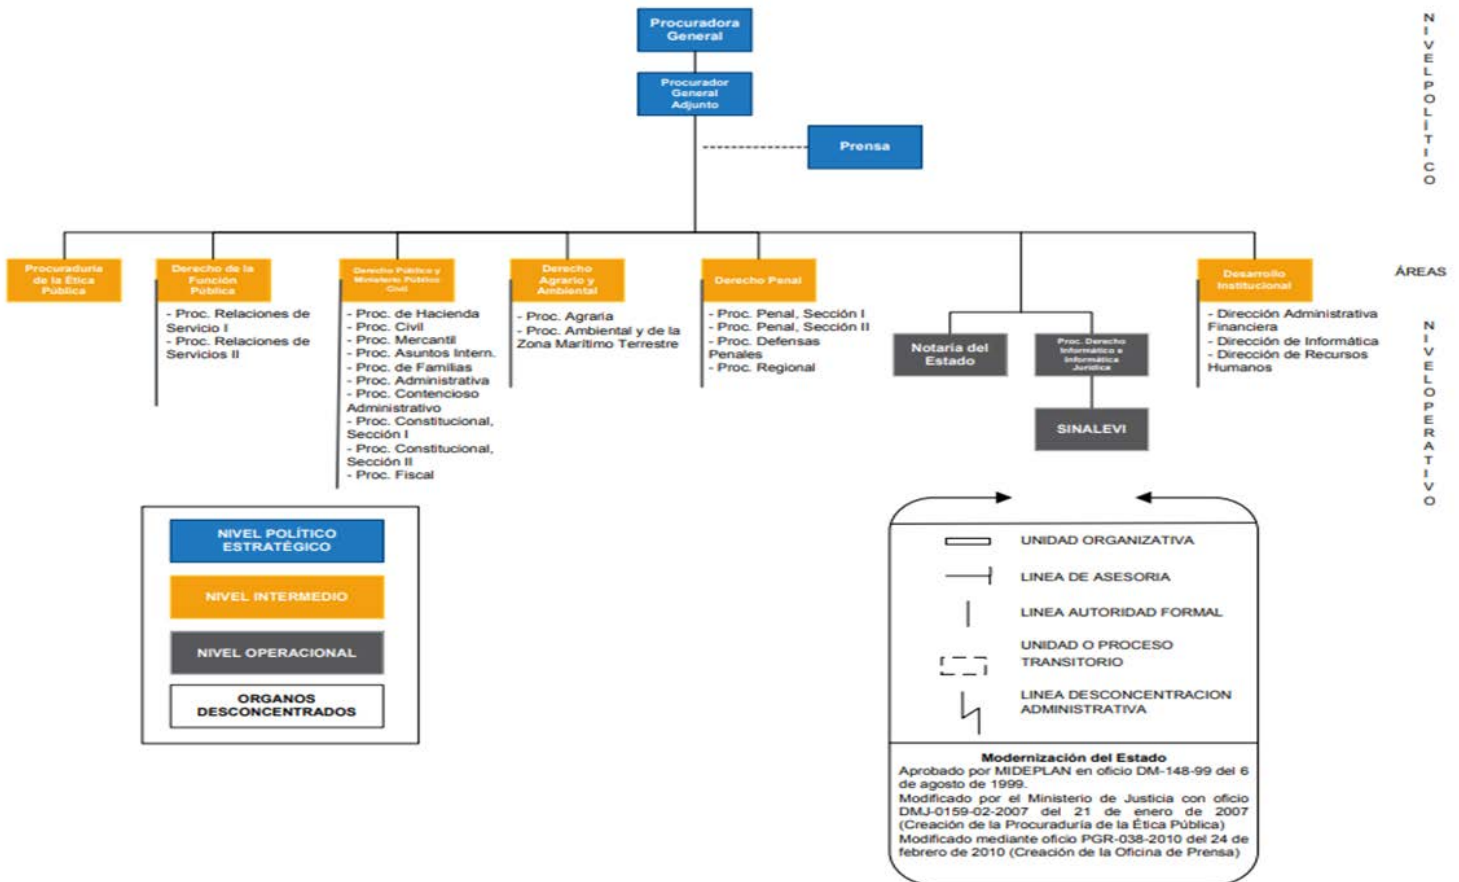 Procuradora
General
Procurador
General
Adjunto
Prensa
NIVEL POLÍTICO
Procuraduría
de la Ética
Pública
Derecho de la
Función
Pública
- Proc. Relaciones de
Servicio I
- Proc. Relaciones de
Servicios II
Derecho Público y
Ministerio Público
Civil
- Proc. de Hacienda
- Proc. Civil
- Proc. Mercantil
- Proc. Asuntos Intern.
- Proc. de Familias
- Proc. Administrativa
- Proc. Contencioso
Administrativo
- Proc. Constitucional,
Sección I
- Proc. Constitucional,
Sección II
- Proc. Fiscal
Derecho
Agrario y
Ambiental
- Proc. Agraria
- Proc. Ambiental y de la
Zona Marítimo Terrestre
Derecho Penal
- Proc. Penal, Sección I
- Proc. Penal, Sección II
- Proc. Defensas
Penales
- Proc. Regional
Notaría del
Estado
Proc. Derecho
Informático e
Informática
Jurídica
SINALEVI
Desarrollo
Institucional
- Dirección Administrativa
Financiera
- Dirección de Informática
- Dirección de Recursos
Humanos
ÁREAS
NIVEL OPERATIVO
NIVEL POLÍTICO
ESTRATÉGICO
NIVEL INTERMEDIO
NIVEL OPERACIONAL
ORGANOS
DESCONCENTRADOS
UNIDAD ORGANIZATIVA
LINEA DE ASESORIA
LINEA AUTORIDAD FORMAL
UNIDAD O PROCESO
TRANSITORIO
LINEA DESCONCENTRACION
ADMINISTRATIVA
Modernización del Estado
Aprobado por MIDEPLAN en oficio DM-148-99 del 6
de agosto de 1999.
Modificado por el Ministerio de Justicia con oficio
DMJ-0159-02-2007 del 21 de enero de 2007
(Creación de la Procuraduría de la Ética Pública)
Modificado mediante oficio PGR-038-2010 del 24 de
febrero de 2010 (Creación de la Oficina de Prensa)